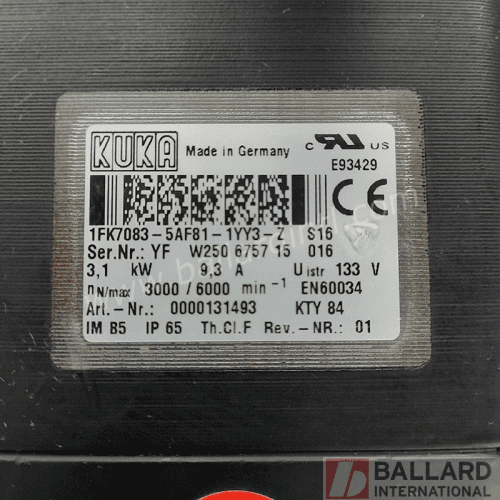 KUKA Made in Germany c RU US
E93429
CE
1FK7083-5AF81-1YY3-Z S16
Ser.Nr.: YF W250 6757 15 016
3,1 kW 9,3 A Uistr 133 V
nN/max 3000/6000 min-1 EN60034
Art.-Nr.: 0000131493 KTY 84
IM B5 IP 65 Th.Cl.F Rev.-NR.: 01
BALLARD
INTERNATIONAL